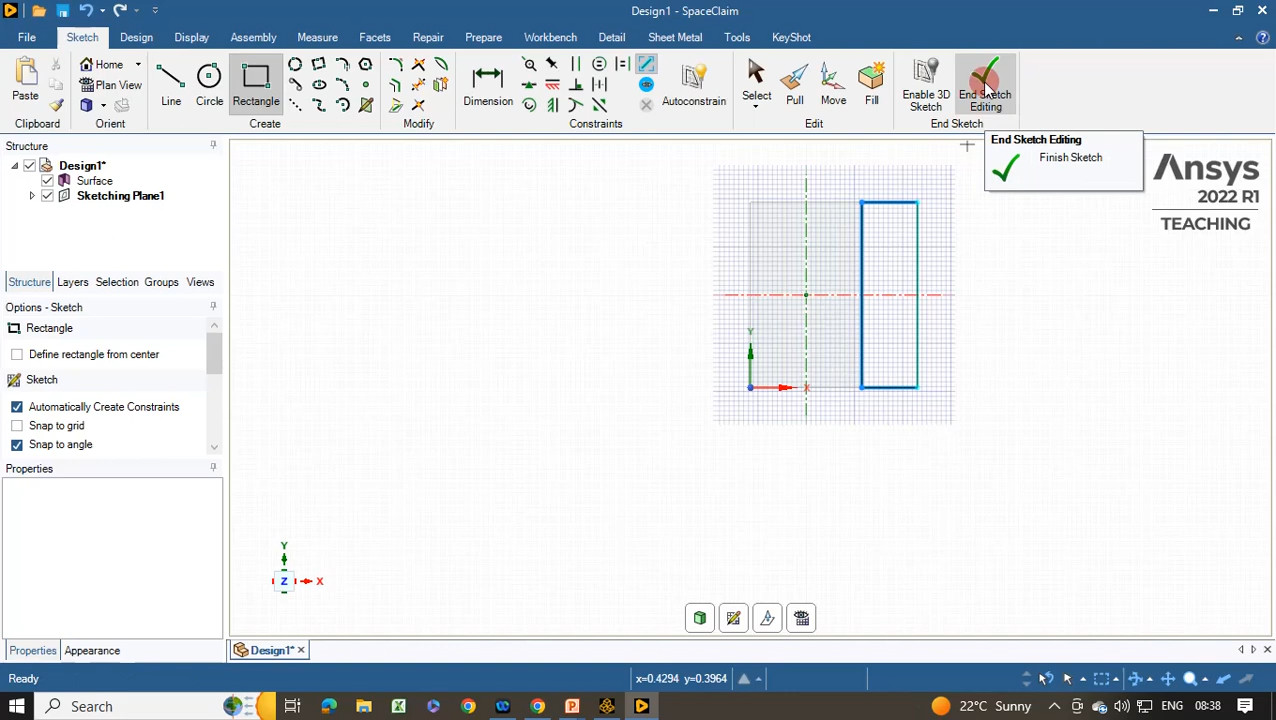 Design1 - SpaceClaim
File Sketch Design Display Assembly Measure Facets Repair Prepare Workbench Detail Sheet Metal Tools KeyShot
Paste
Home
Plan View
Line Circle Rectangle
Dimension
Autoconstrain
Select Pull Move Fill
Enable 3D Sketch
End Sketch Editing
Clipboard Orient Create Modify Constraints Edit End Sketch
End Sketch Editing
Finish Sketch
Structure
Design1*
Surface
Sketching Plane1
Structure Layers Selection Groups Views
Options - Sketch
Rectangle
Define rectangle from center
Sketch
Automatically Create Constraints
Snap to grid
Snap to angle
Properties
Properties Appearance
Ansys
2022 R1
TEACHING
Y
X
Y
Z
X
Design1*
Ready
x=0.4294 y=0.3964
Search
22°C Sunny
ENG
08:38